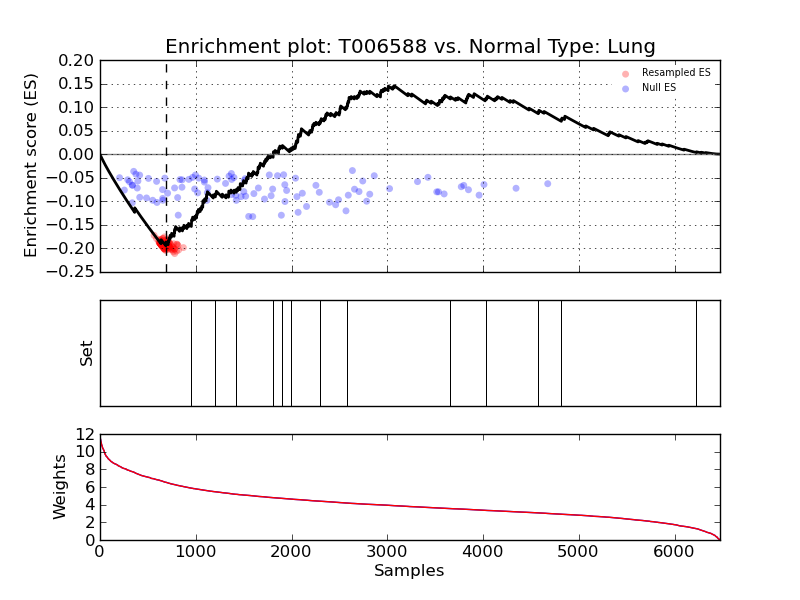 Enrichment plot: T006588 vs. Normal Type: Lung
Enrichment score (ES)
0.20
0.15
0.10
0.05
0.00
−0.05
−0.10
−0.15
−0.20
−0.25
Resampled ES
Null ES
Set
Weights
12
10
8
6
4
2
0
0 1000 2000 3000 4000 5000 6000
Samples